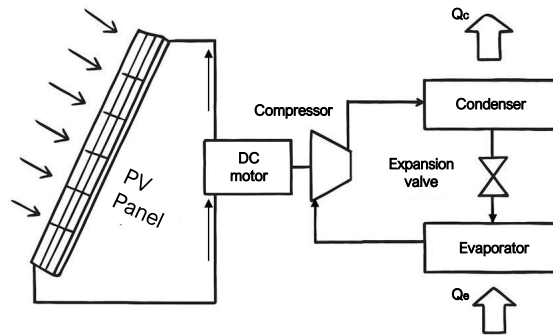 Qc
Compressor
Condenser
DC
motor
Expansion
valve
PV
Panel
Evaporator
Qe